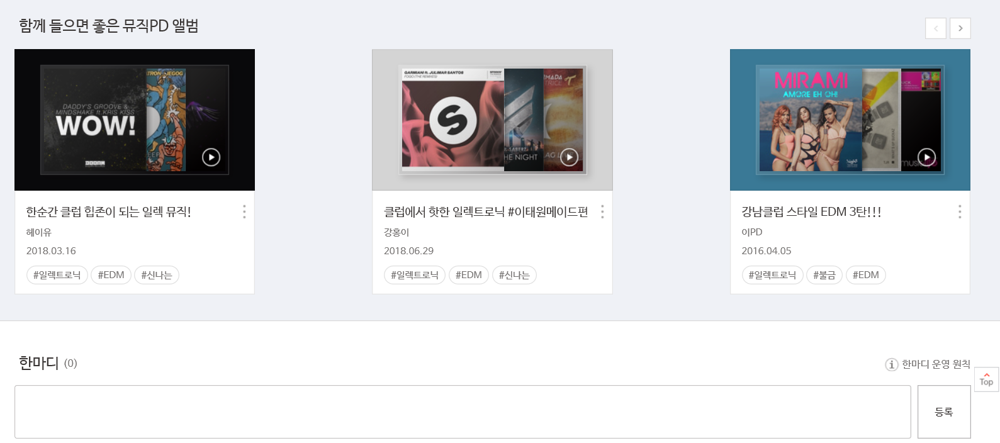 함께 들으면 좋은 뮤직PD 앨범
DADDY'S GROOVE &
MINDSHAKE ft. KRIS KISS
WOW!
GARMIANI ft. JULIMAR SANTOS
FOGO (THE REMIXES)
THE NIGHT
MIRAMI
AMORE EH OH!
한순간 클럽 힙존이 되는 일렉 뮤직!
헤이유
2018.03.16
#일렉트로닉 #EDM #신나는
클럽에서 핫한 일렉트로닉 #이태원메이드편
강홍이
2018.06.29
#일렉트로닉 #EDM #신나는
강남클럽 스타일 EDM 3탄!!!
이PD
2016.04.05
#일렉트로닉 #불금 #EDM
한마디 (0)
한마디 운영 원칙
Top
등록